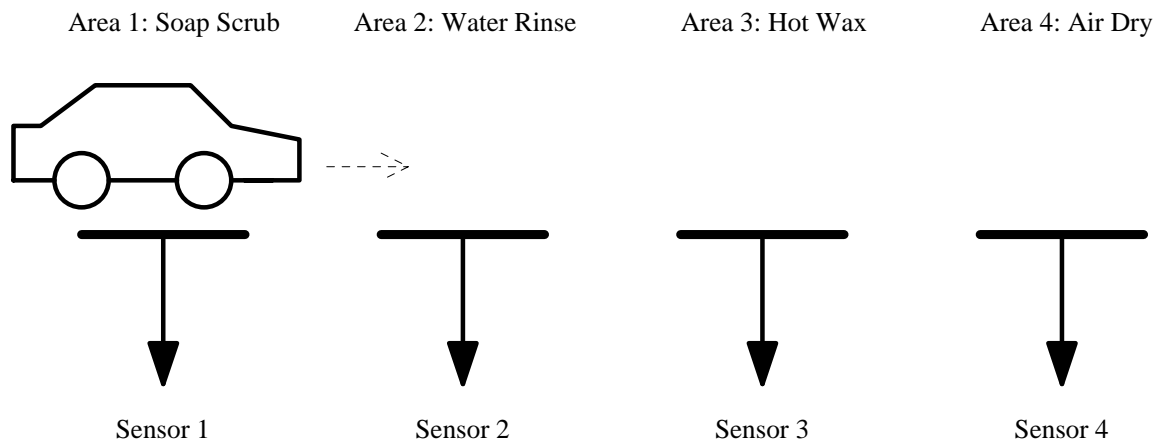 Area 1: Soap Scrub
Area 2: Water Rinse
Area 3: Hot Wax
Area 4: Air Dry
Sensor 1
Sensor 2
Sensor 3
Sensor 4